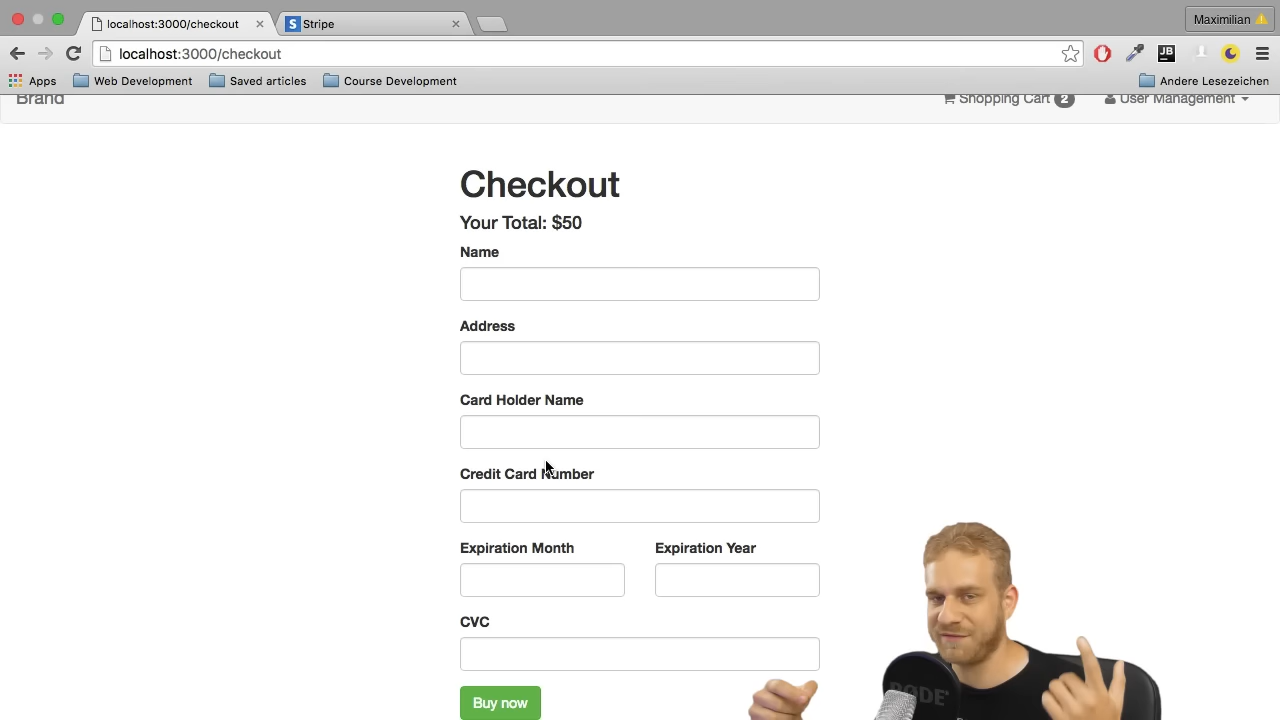 localhost:3000/checkout
Stripe
Maximilian
localhost:3000/checkout
JB
Apps
Web Development
Saved articles
Course Development
Andere Lesezeichen
Brand
Shopping Cart 2
User Management
Checkout
Your Total: $50
Name
Address
Card Holder Name
Credit Card Number
Expiration Month
Expiration Year
CVC
Buy now
RODE